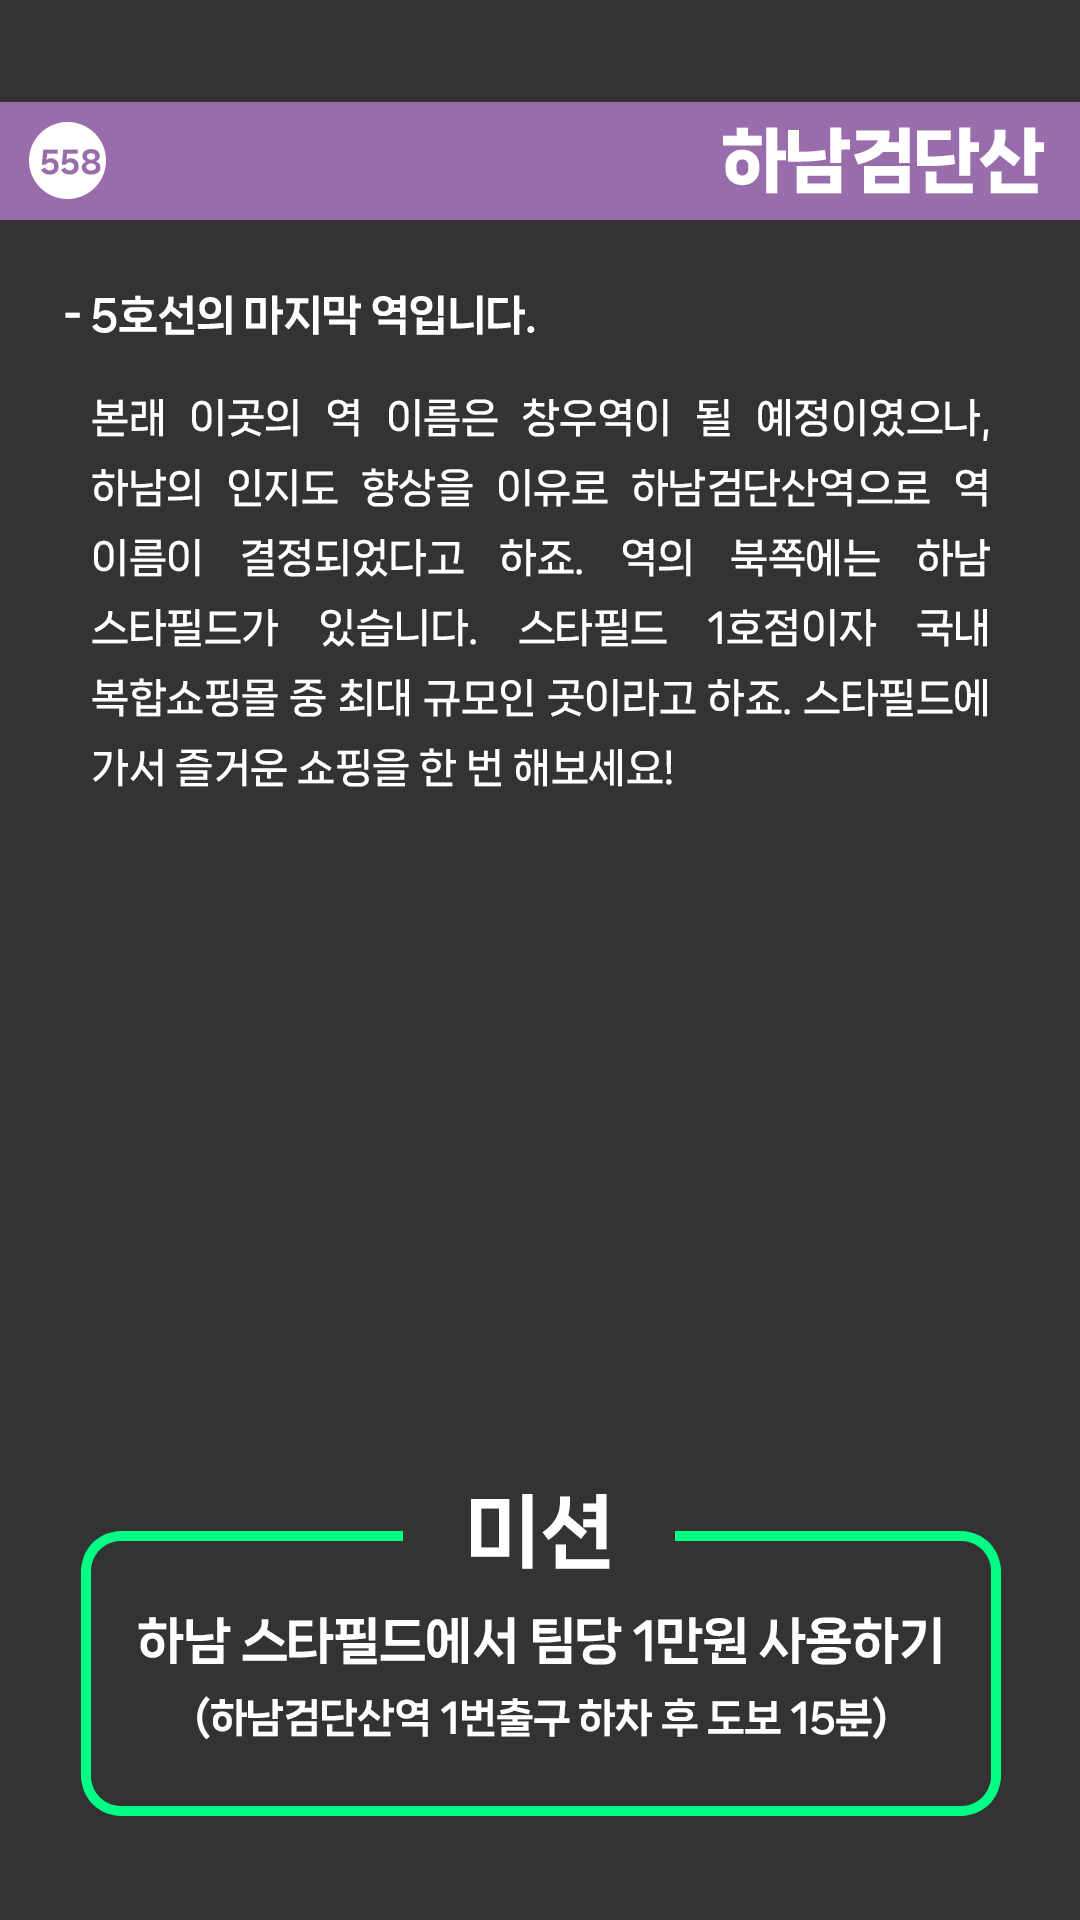 558
하남검단산
- 5호선의 마지막 역입니다.
본래 이곳의 역 이름은 창우역이 될 예정이였으나,
하남의 인지도 향상을 이유로 하남검단산역으로 역
이름이 결정되었다고 하죠. 역의 북쪽에는 하남
스타필드가 있습니다. 스타필드 1호점이자 국내
복합쇼핑몰 중 최대 규모인 곳이라고 하죠. 스타필드에
가서 즐거운 쇼핑을 한 번 해보세요!
미션
하남 스타필드에서 팀당 1만원 사용하기
(하남검단산역 1번출구 하차 후 도보 15분)